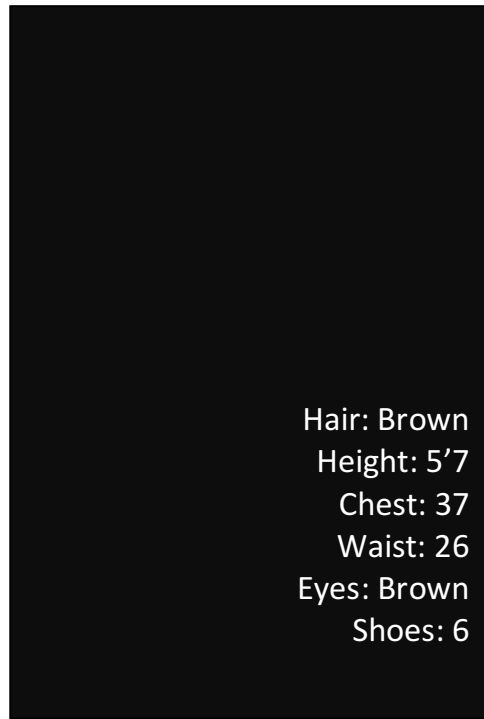 Hair: Brown
Height: 5’7
Chest: 37
Waist: 26
Eyes: Brown
Shoes: 6